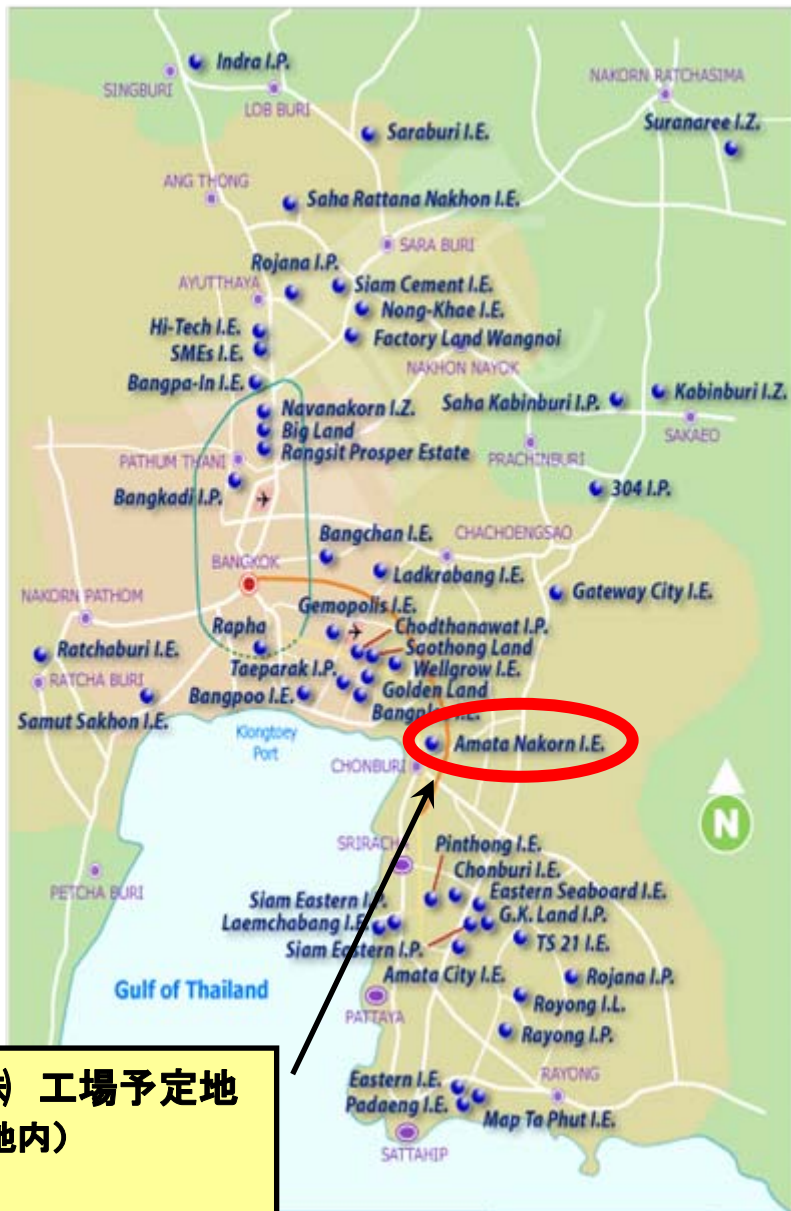 Indra I.P.
SINGBURI
LOB BURI
NAKORN RATCHASIMA
Suranaree I.Z.
Saraburi I.E.
ANG THONG
Saha Rattana Nakhon I.E.
SARA BURI
Rojana I.P.
AYUTTHAYA
Siam Cement I.E.
Nong-Khae I.E.
Hi-Tech I.E.
Factory Land Wangnoi
SMEs I.E.
NAKHON NAYOK
Bangpa-In I.E.
Kabinburi I.Z.
Saha Kabinburi I.P.
Navanakorn I.Z.
SAKAEO
Big Land
Rangsit Prosper Estate
PATHUM THANI
PRACHINBURI
Bangkadi I.P.
304 I.P.
Bangchan I.E.
CHACHOENGSAO
BANGKOK
Ladkrabang I.E.
Gateway City I.E.
NAKORN PATHOM
Gemopolis I.E.
Rapha
Chodthanawat I.P.
Ratchaburi I.E.
Saothong Land
Taeparak I.P.
Wellgrow I.E.
RATCHA BURI
Bangpoo I.E.
Golden Land
Samut Sakhon I.E.
I.E.
Klongtoey
Port
Amata Nakorn I.E.
CHONBURI
N
SRIRACHA
Pinthong I.E.
Chonburi I.E.
PETCHA BURI
Eastern Seaboard I.E.
Siam Eastern I.P.
G.K. Land I.P.
Laemchabang I.E.
TS 21 I.E.
Siam Eastern I.P.
Amata City I.E.
Rojana I.P.
Gulf of Thailand
Royong I.L.
PATTAYA
Rayong I.P.
工場予定地
地内）
Eastern I.E.
RAYONG
Padaeng I.E.
Map Ta Phut I.E.
SATTAHIP